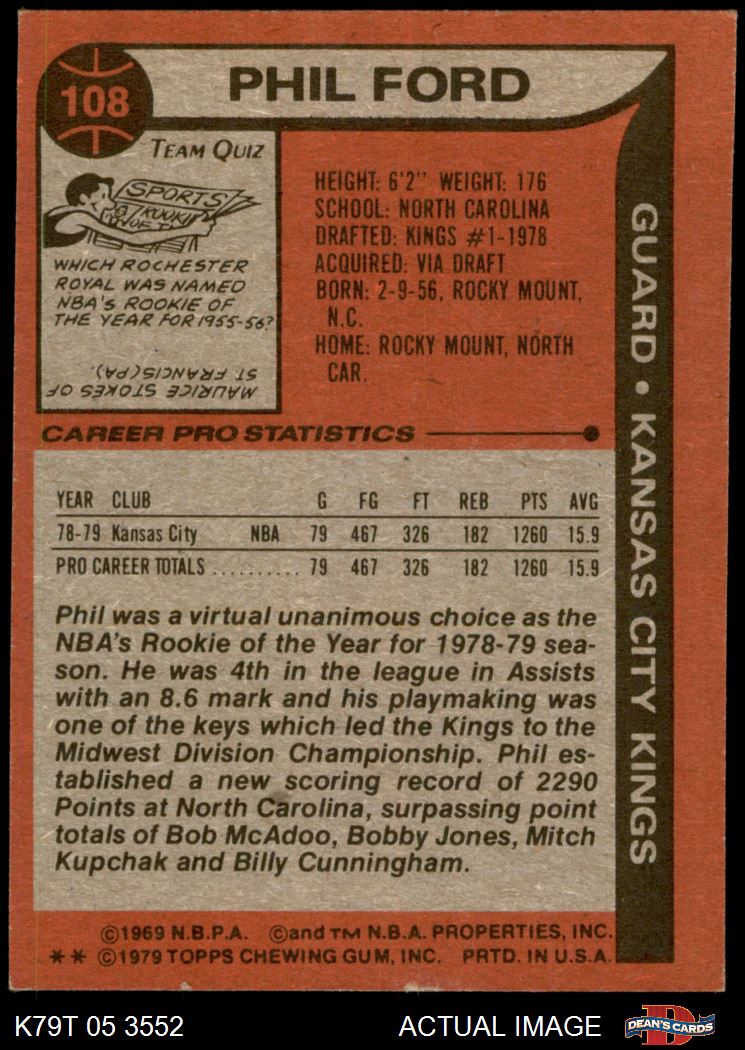 108
PHIL FORD
TEAM QUIZ
SPORTS
ROOKIE
OF T
WHICH ROCHESTER
ROYAL WAS NAMED
NBA'S ROOKIE OF
THE YEAR FOR 1955-56?
MAURICE STOKES OF
ST FRANCIS(PA).
HEIGHT: 6'2" WEIGHT: 176
SCHOOL: NORTH CAROLINA
DRAFTED: KINGS #1-1978
ACQUIRED: VIA DRAFT
BORN: 2-9-56, ROCKY MOUNT,
N.C.
HOME: ROCKY MOUNT, NORTH
CAR.
GUARD • KANSAS CITY KINGS
CAREER PRO STATISTICS
YEAR CLUB G FG FT REB PTS AVG
78-79 Kansas City NBA 79 467 326 182 1260 15.9
PRO CAREER TOTALS .......... 79 467 326 182 1260 15.9
Phil was a virtual unanimous choice as the
NBA's Rookie of the Year for 1978-79 sea-
son. He was 4th in the league in Assists
with an 8.6 mark and his playmaking was
one of the keys which led the Kings to the
Midwest Division Championship. Phil es-
tablished a new scoring record of 2290
Points at North Carolina, surpassing point
totals of Bob McAdoo, Bobby Jones, Mitch
Kupchak and Billy Cunningham.
©1969 N.B.P.A. ©and TM N.B.A. PROPERTIES, INC.
** ©1979 TOPPS CHEWING GUM, INC. PRTD. IN U.S.A.
K79T 05 3552 ACTUAL IMAGE
D
DEAN'S CARDS